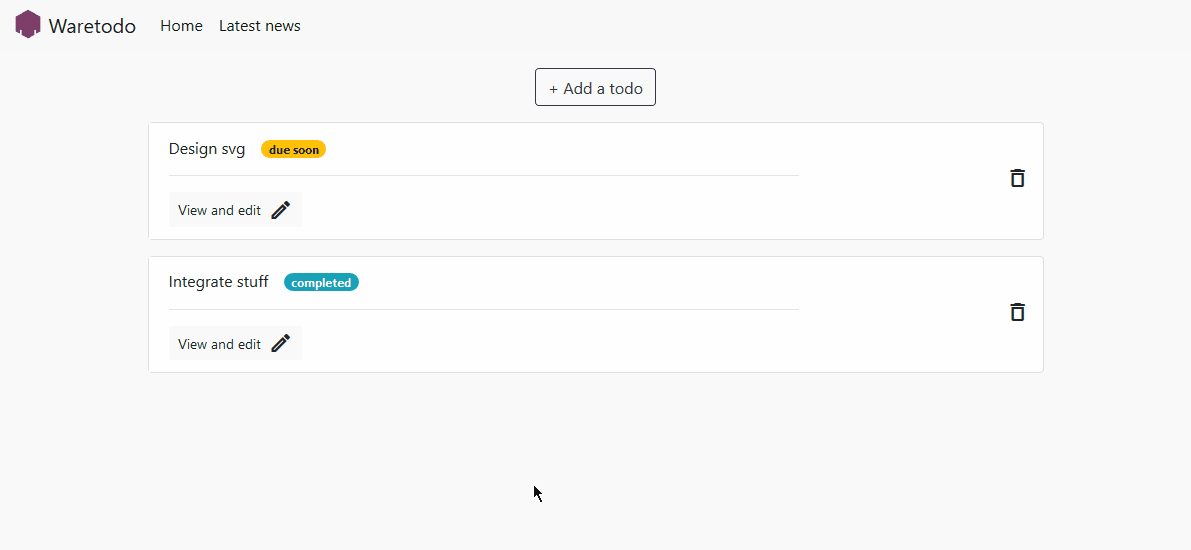 Waretodo Home Latest news
+ Add a todo
Design svg due soon
View and edit
Integrate stuff completed
View and edit